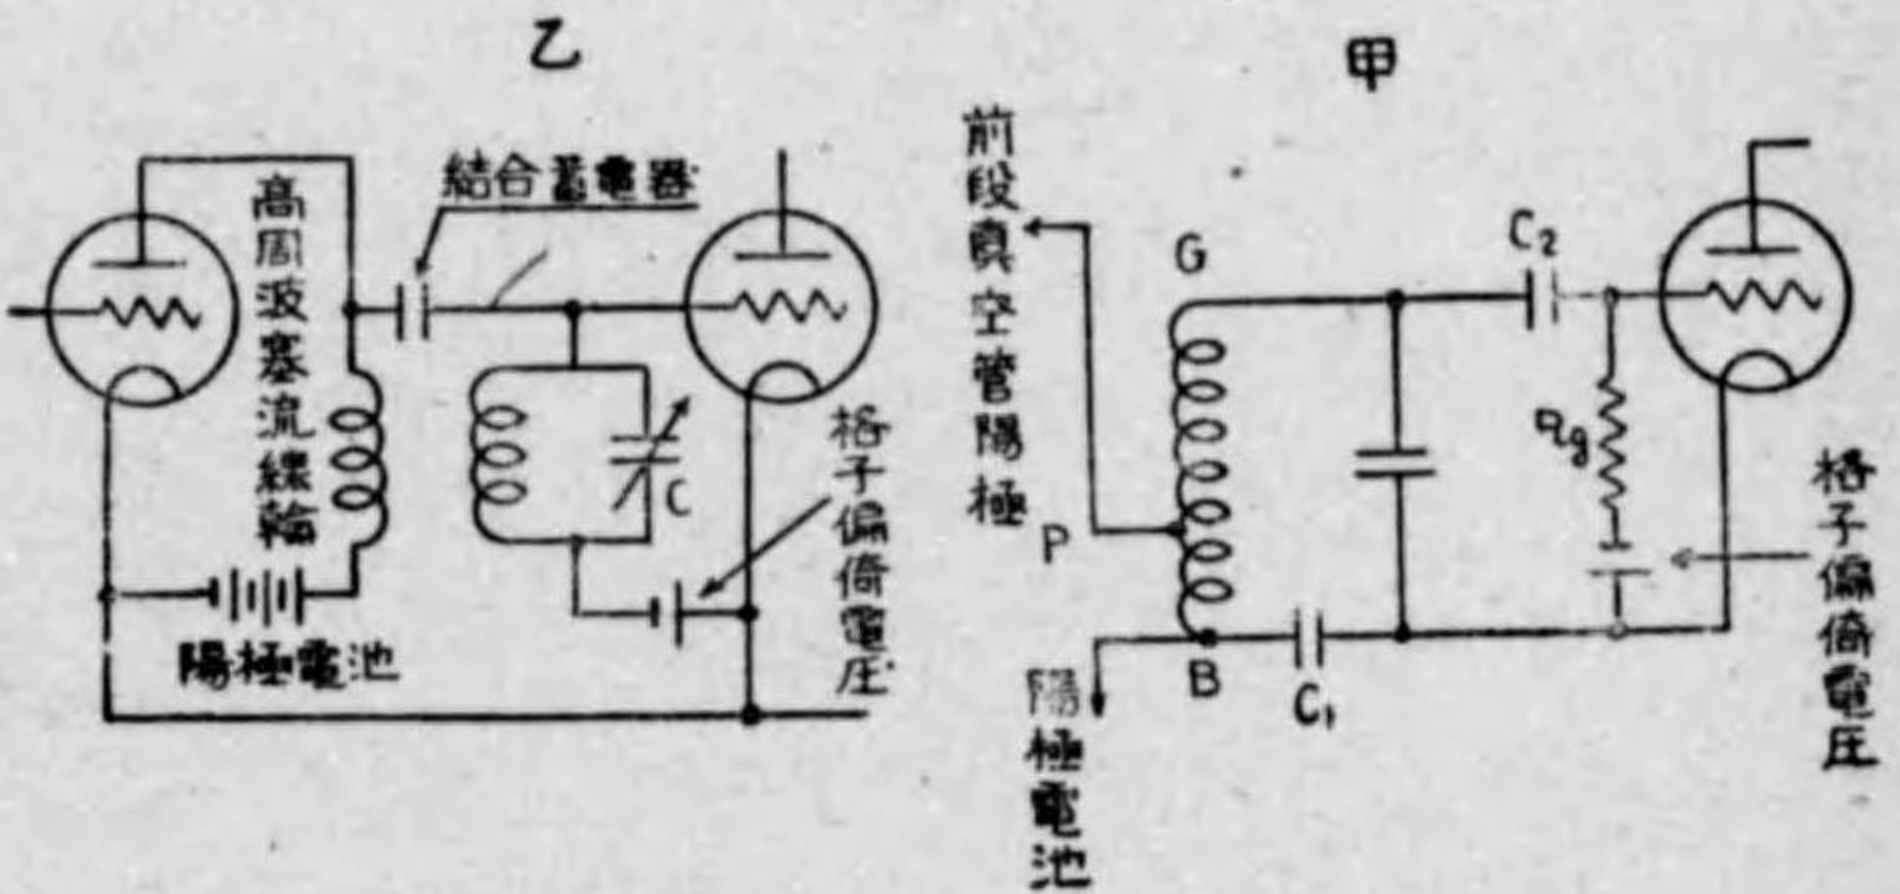 甲
前段真空管陽極
G
C₂
P
Rg
格子偏倚電圧
B
C₁
陽極電池
乙
結合蓄電器
高周波塞流線輪
C
格子偏倚電圧
陽極電池